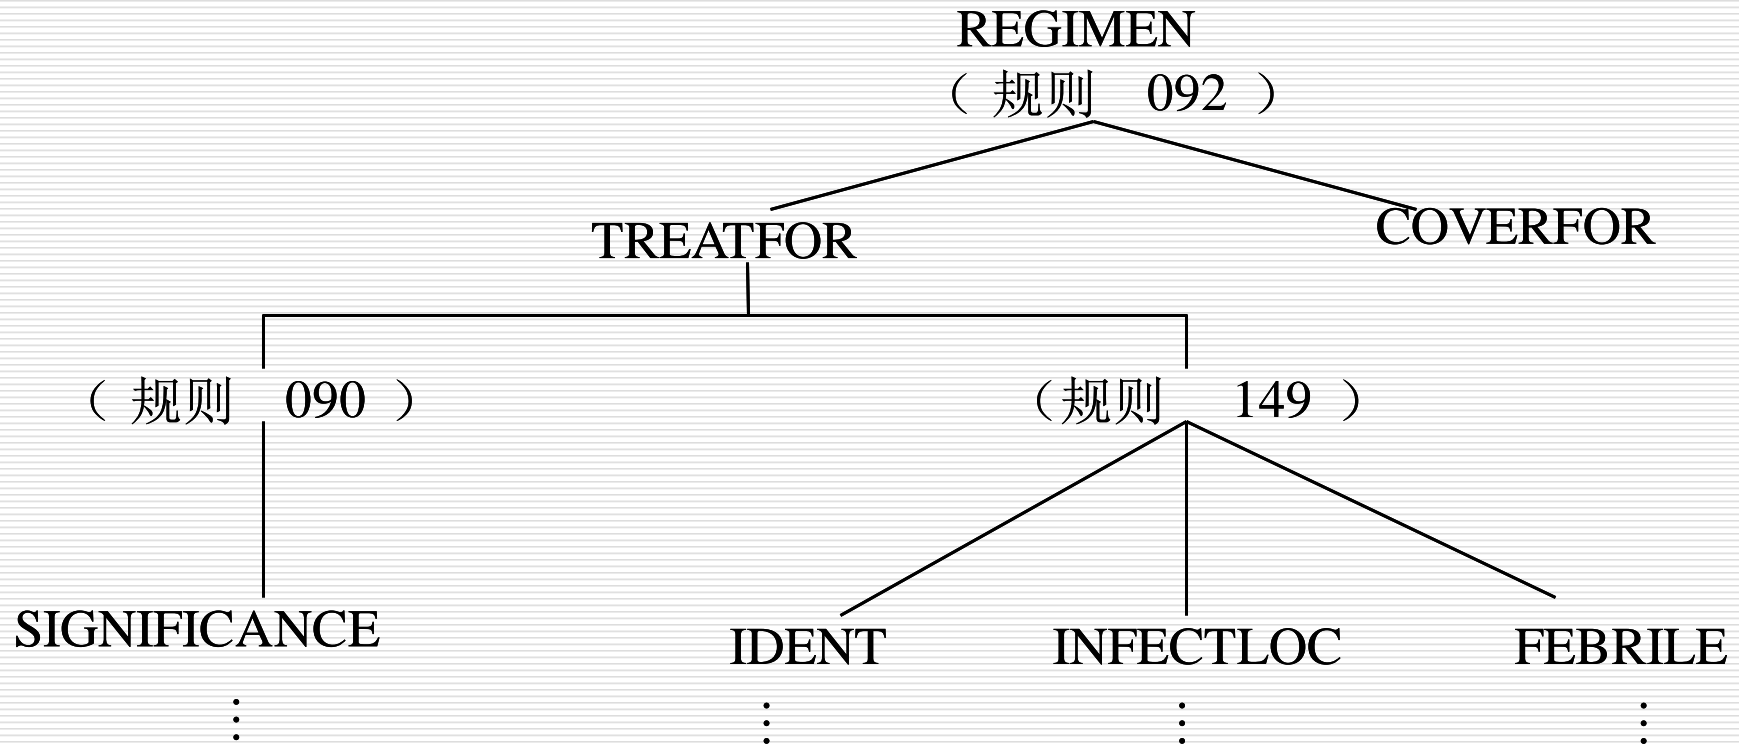 REGIMEN
（ 规则 092 ）
TREATFOR COVERFOR
（ 规则 090 ） （规则 149 ）
SIGNIFICANCE IDENT INFECTLOC FEBRILE
⋮ ⋮ ⋮ ⋮